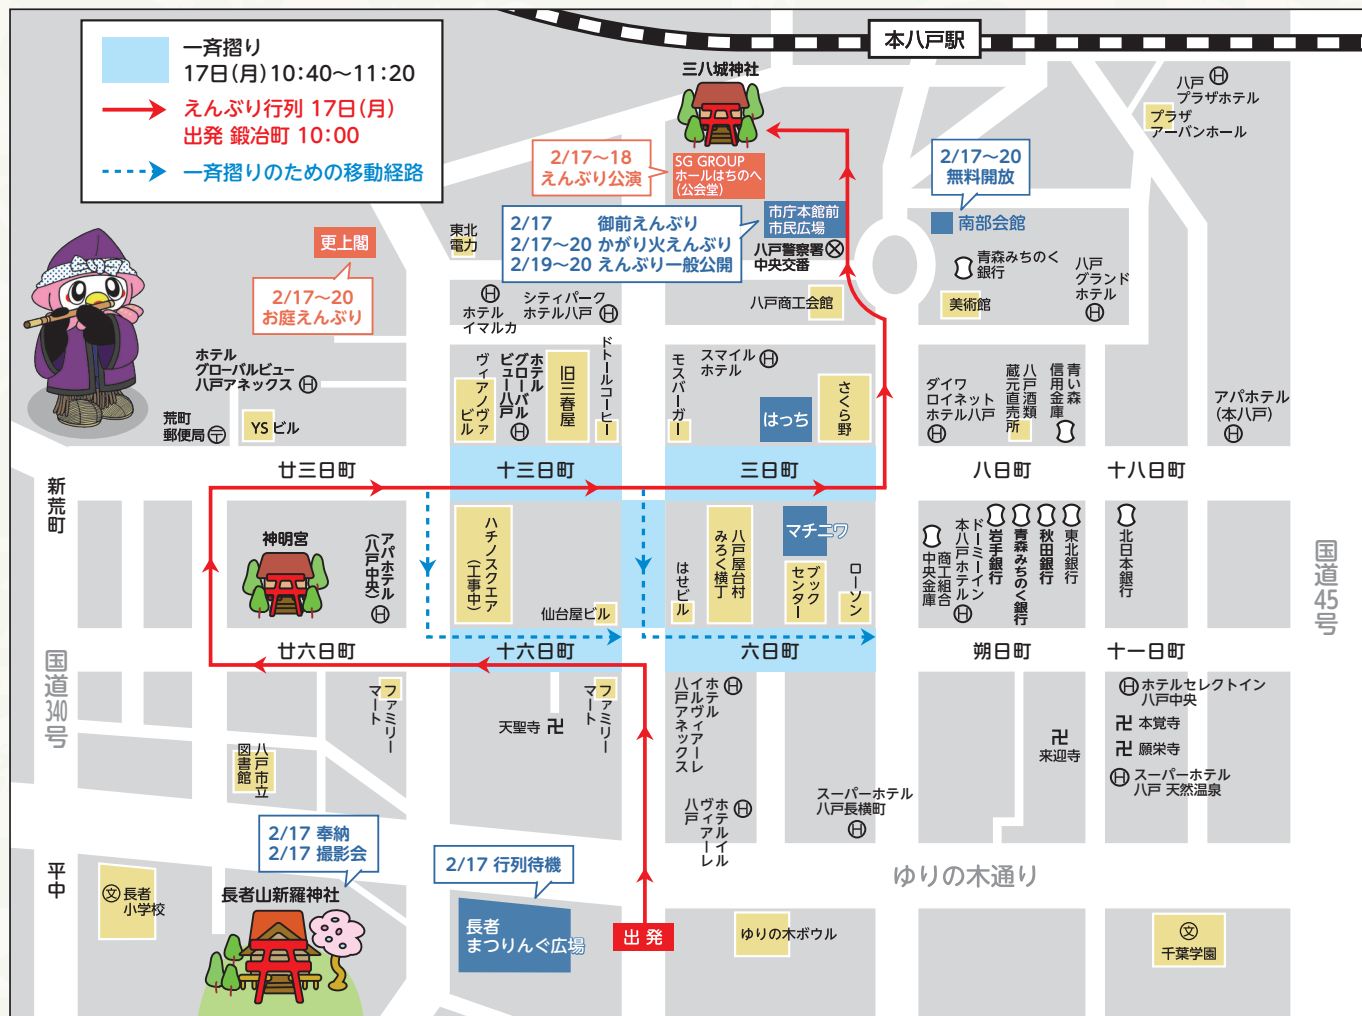 一斉摺り
17日(月)10:40～11:20
えんぶり行列 17日(月)
出発 鍛冶町 10:00
一斉摺りのための移動経路
本八戸駅
三八城神社
八戸
プラザホテル
プラザ
アーバンホール
2/17～18
えんぶり公演
SG GROUP
ホールはちのへ
(公会堂)
2/17～20
無料開放
南部会館
2/17 御前えんぶり
2/17～20 かがり火えんぶり
2/19～20 えんぶり一般公開
市庁本館前
市民広場
八戸警察署
中央交番
東北
電力
更上閣
2/17～20
お庭えんぶり
青森みちのく
銀行
八戸
グランド
ホテル
美術館
八戸商工会館
ホテル
イマルカ
シティパーク
ホテル八戸
ホテル
グローバルビュー
八戸アネックス
荒町
郵便局
YSビル
ヴィアノヴァ
ビル
ホテル
グローバル
ビュー八戸
旧三春屋
ドトールコーヒー
モスバーガー
スマイル
ホテル
はっち
さくら野
ダイワ
ロイネット
ホテル八戸
八戸酒類
蔵元直売所
青い森
信用金庫
アパホテル
(本八戸)
新荒町
廿三日町
十三日町
三日町
八日町
十八日町
神明宮
アパホテル
(八戸中央)
ハチノスクエア
(工事中)
仙台屋ビル
はせビル
八戸屋台村
みろく横丁
マチニワ
ブック
センター
ローソン
商工組合
中央金庫
ドーミーイン
本八戸ホテル
岩手銀行
青森みちのく銀行
秋田銀行
東北銀行
北日本銀行
国道45号
国道340号
廿六日町
十六日町
六日町
朔日町
十一日町
ファミリー
マート
天聖寺
卍
ファミリー
マート
ホテル
イルヴィアーレ
八戸アネックス
ホテルセレクトイン
八戸中央
卍 本覚寺
卍 願栄寺
卍
来迎寺
スーパーホテル
八戸 天然温泉
八戸市立
図書館
スーパーホテル
八戸長横町
ホテルイル
ヴィアーレ
八戸
2/17 奉納
2/17 撮影会
2/17 行列待機
ゆりの木通り
平中
文 長者
小学校
長者山新羅神社
長者
まつりんぐ広場
出発
ゆりの木ボウル
文
千葉学園